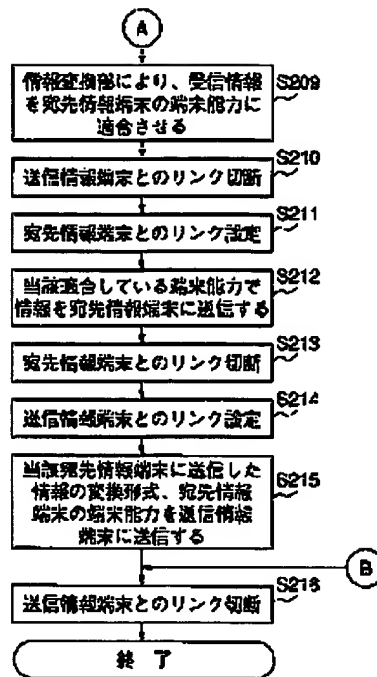 A
情報変換部により、受信情報
を宛先情報端末の端末能力に
適合させる
S209
送信情報端末とのリンク切断
S210
宛先情報端末とのリンク設定
S211
当該適合している端末能力で
情報を宛先情報端末に送信する
S212
宛先情報端末とのリンク切断
S213
送信情報端末とのリンク設定
S214
当該宛先情報端末に送信した
情報の変換形式、宛先情報
端末の端末能力を送信情報
端末に送信する
S215
B
送信情報端末とのリンク切断
S216
終了